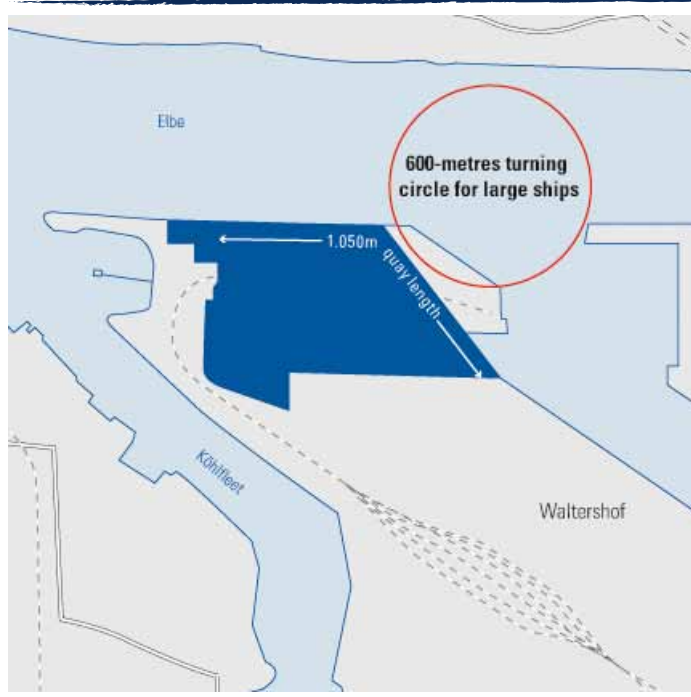 Elbe
600-metres turning
circle for large ships
1.050m
quay length
Köhlfleet
Waltershof